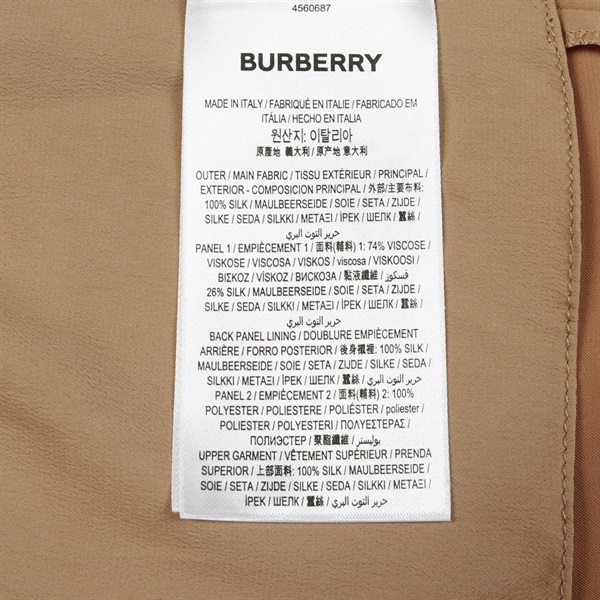 4560687
BURBERRY
MADE IN ITALY / FABRIQUÉ EN ITALIE / FABRICADO EM
ITÁLIA / HECHO EN ITALIA
원산지: 이탈리아
原產地 義大利 / 原产地 意大利
OUTER / MAIN FABRIC / TISSU EXTÉRIEUR / PRINCIPAL /
EXTERIOR - COMPOSICION PRINCIPAL / 外部/主要布料:
100% SILK / MAULBEERSEIDE / SOIE / SETA / ZIJDE /
SILKE / SEDA / SILKKI / ΜΕΤΑΞΙ / İPEK / ШЕЛК / 蠶絲 /
حرير التوت البري
PANEL 1 / EMPIÈCEMENT 1 / 面料(輔料) 1: 74% VISCOSE /
VISKOSE / VISCOSA / VISKOS / viscosa / VISKOOSI /
ΒΙΣΚΟΖ / VİSKOZ / ВИСКОЗА / 黏液纖維 / فسكوز /
26% SILK / MAULBEERSEIDE / SOIE / SETA / ZIJDE /
SILKE / SEDA / SILKKI / ΜΕΤΑΞΙ / İPEK / ШЕЛК / 蠶絲 /
حرير التوت البري
BACK PANEL LINING / DOUBLURE EMPIÈCEMENT
ARRIÈRE / FORRO POSTERIOR / 後身襯裡: 100% SILK /
MAULBEERSEIDE / SOIE / SETA / ZIJDE / SILKE / SEDA /
SILKKI / ΜΕΤΑΞΙ / İPEK / ШЕЛК / 蠶絲 / حرير التوت البري
PANEL 2 / EMPIÈCEMENT 2 / 面料(輔料) 2: 100%
POLYESTER / POLIESTERE / POLIÉSTER / poliester /
POLIESTER / POLYESTERI / ΠΟΛΥΕΣΤΕΡΑΣ /
ПОЛИЭСТЕР / 聚酯纖維 / بوليستر /
UPPER GARMENT / VÊTEMENT SUPÉRIEUR / PRENDA
SUPERIOR / 上部面料: 100% SILK / MAULBEERSEIDE /
SOIE / SETA / ZIJDE / SILKE / SEDA / SILKKI / ΜΕΤΑΞΙ /
İPEK / ШЕЛК / 蠶絲 / حرير التوت البري